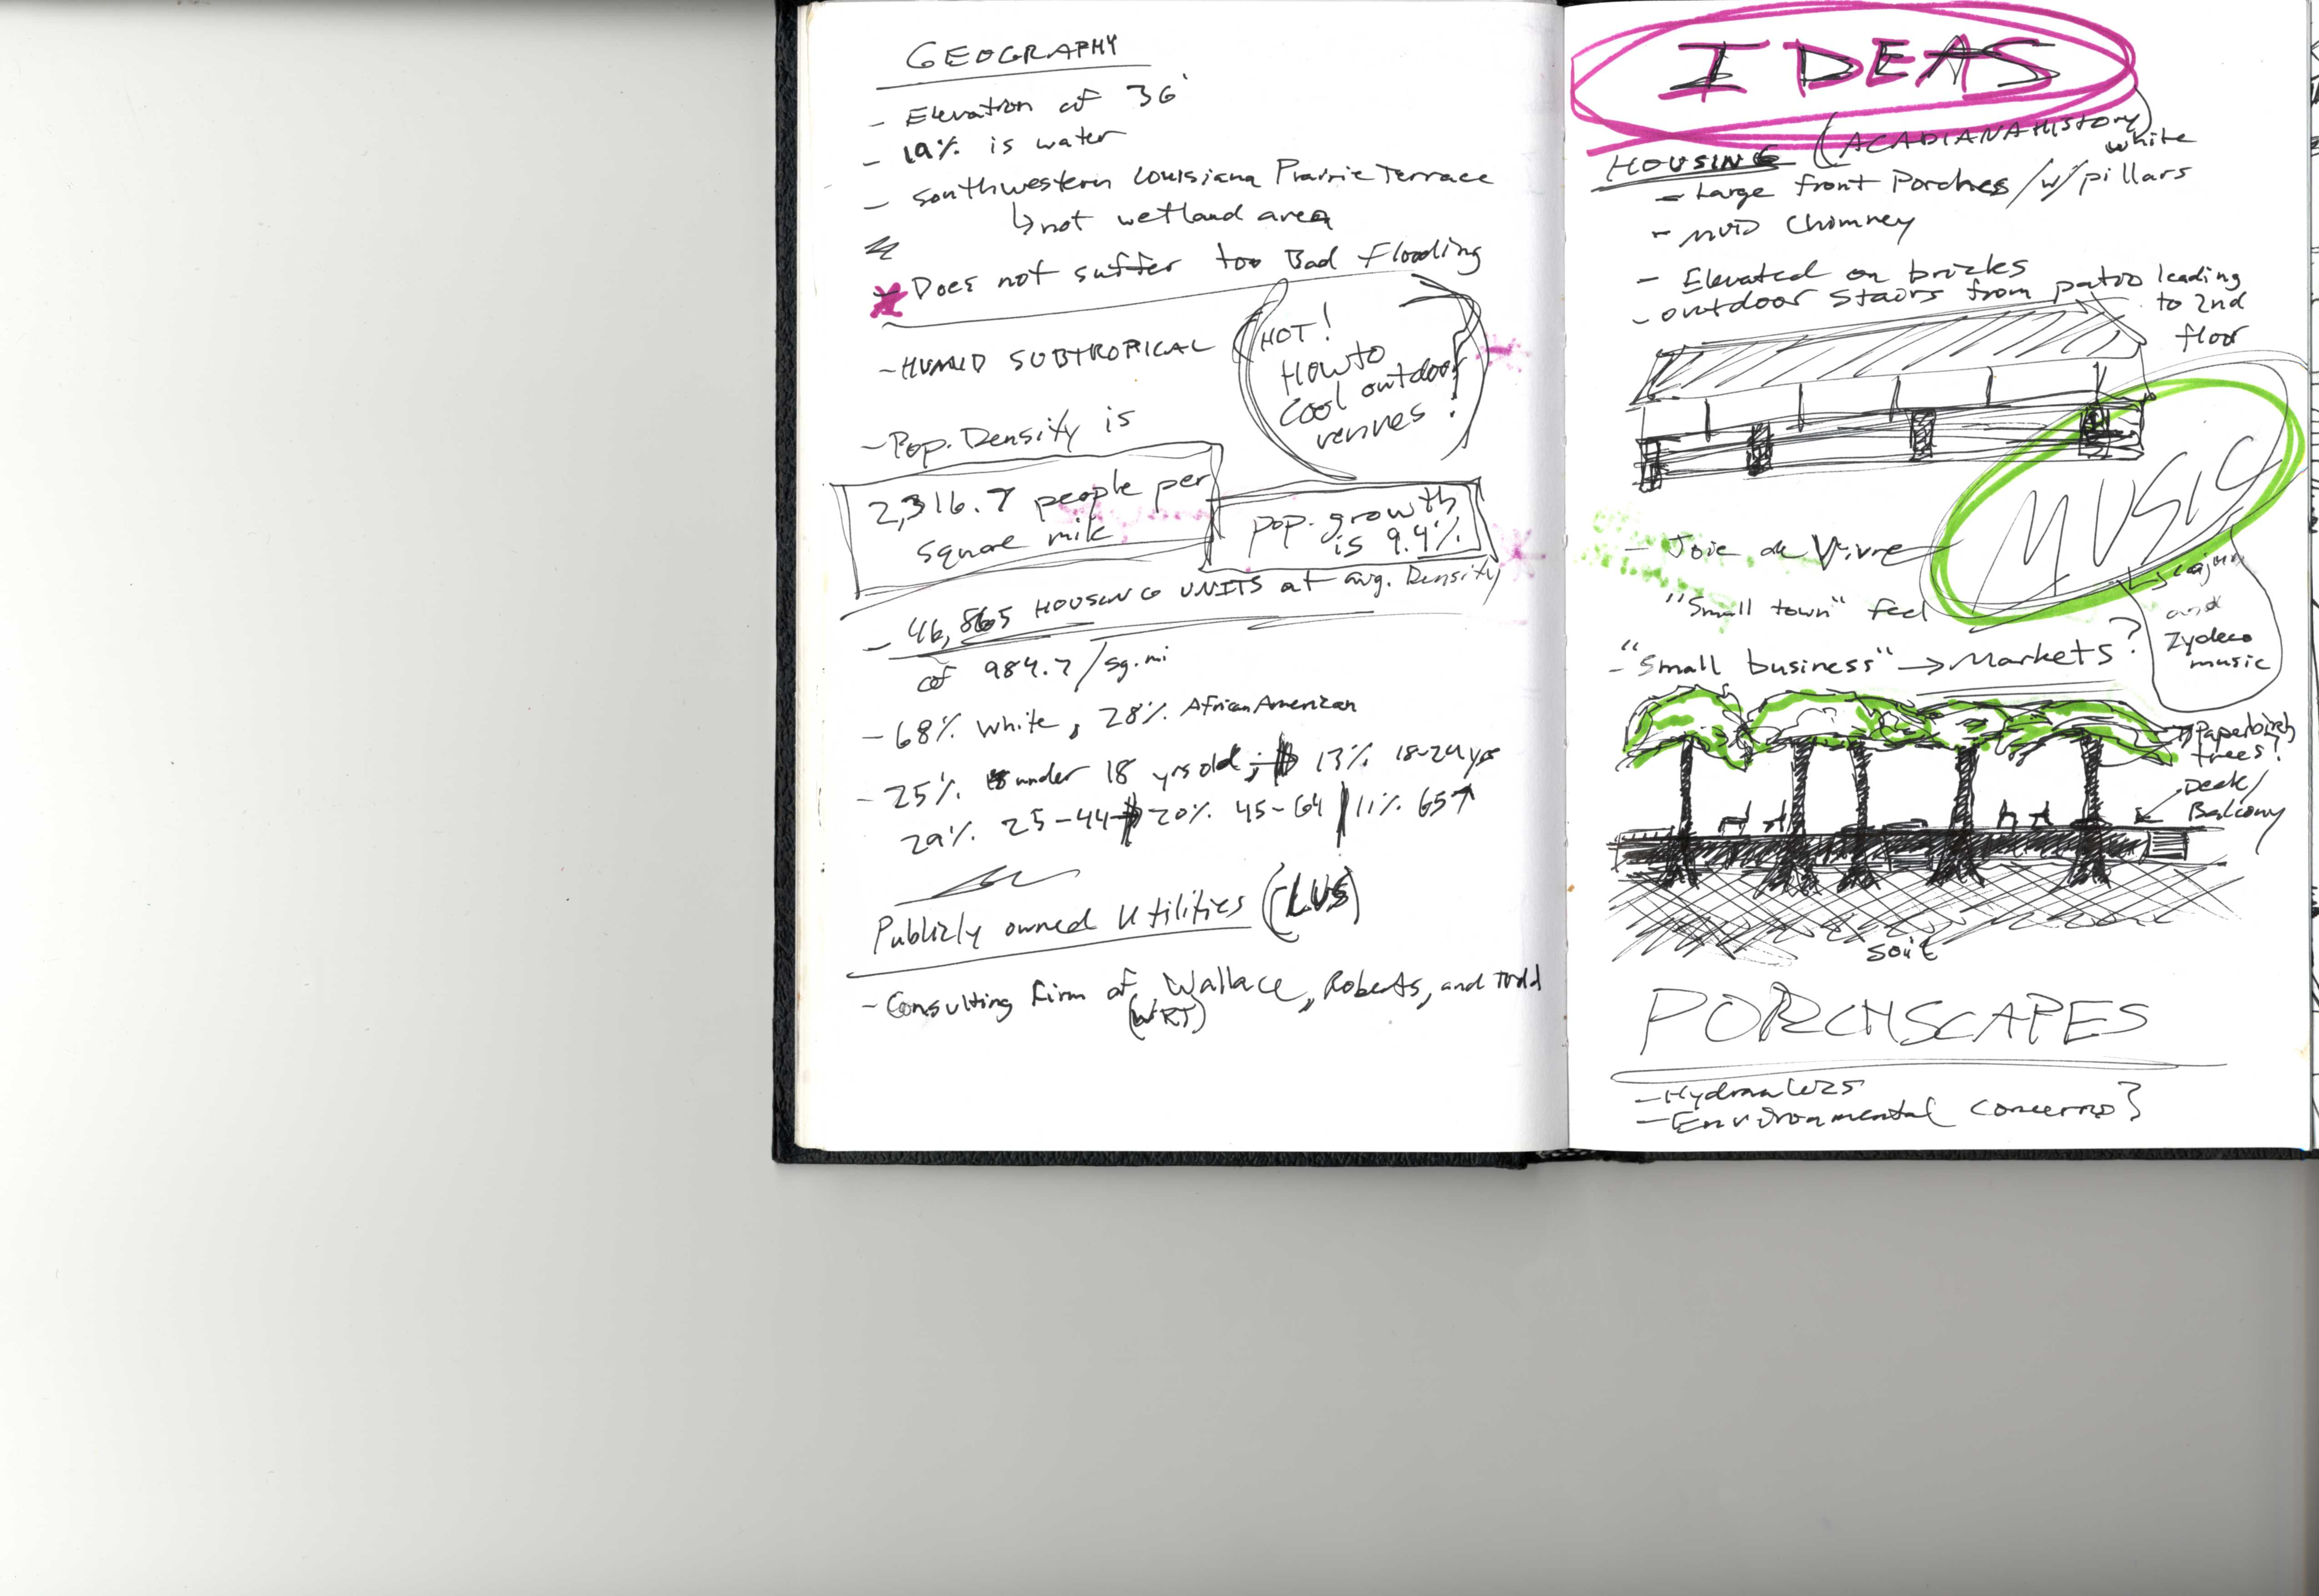 GEOGRAPHY
- Elevation of 36'
- 19% is water
- Southwestern Louisiana Prairie Terrace
↳ not wetland area
- Does not suffer too Bad Flooding
- HUMID SUBTROPICAL
(HOT!
How to
Cool outdoor
venues!
- Pop. Density is
2,316.7 people per
square mile
pop. growth
is 9.4%
- 46,865 HOUSING UNITS at avg. Density
of 984.7/sq.mi
- 68% white, 28% African American
- 25% under 18 yrs old; 13% 18-24 yrs
29% 25-44 20% 45-64 | 11% 65↑
Publicly owned Utilities (LUS)
- Consulting Firm of Wallace, Roberts, and Todd
(WRT)
IDEAS
HOUSING (ACADIANA HISTORY)
white
- Large front Porches /w/ pillars
- MUD Chimney
- Elevated on bricks
- outdoor stairs from patio leading
to 2nd
floor
MUSIC
↳ cajun
and
Zydeco
music
- Joie de Vivre
"Small town" feel
- "Small business" → Markets?
Paperbirch
trees?
Deck/
Balcony
soil
PORCHSCAPES
- Hydraulics
- Environmental Concerns?